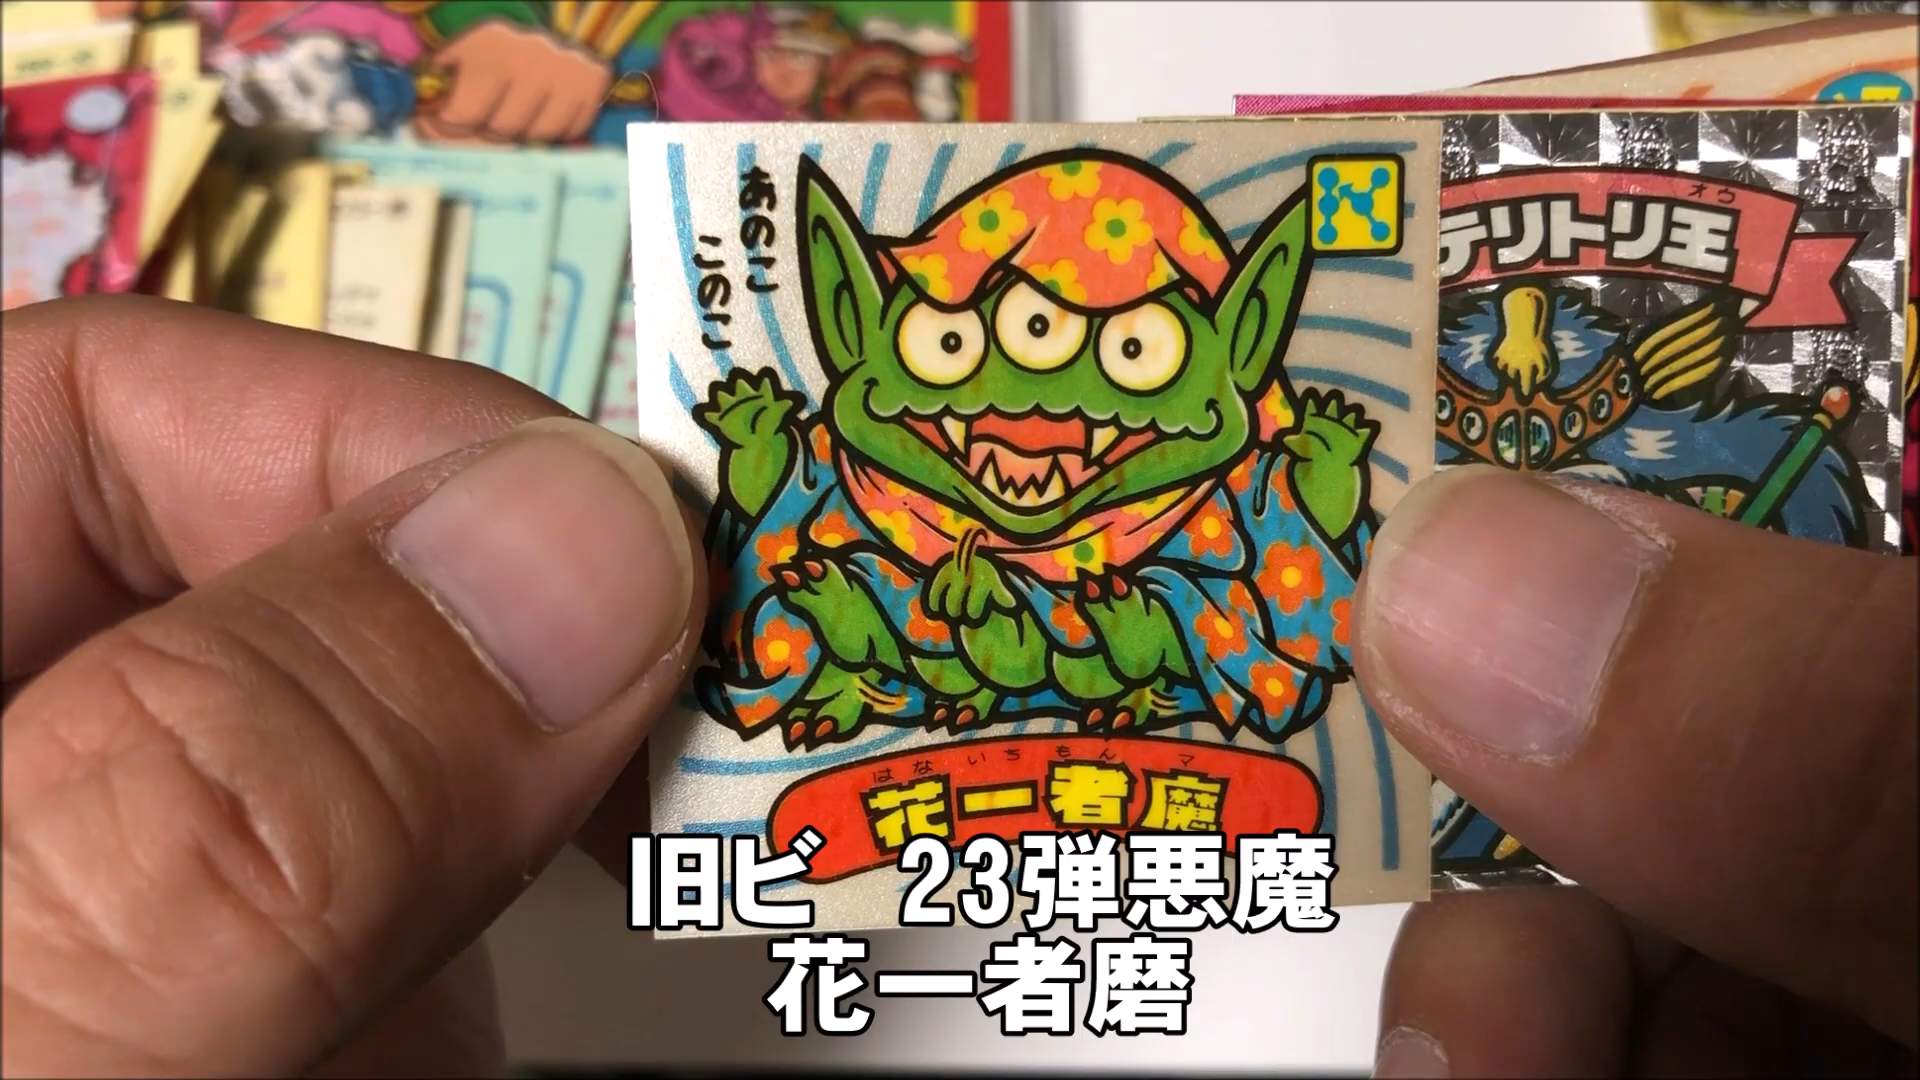 あのこ
このこ
オウ
テリトリ王
はないちもんマ
花一者魔
旧ビ 23弾悪魔
花一者磨